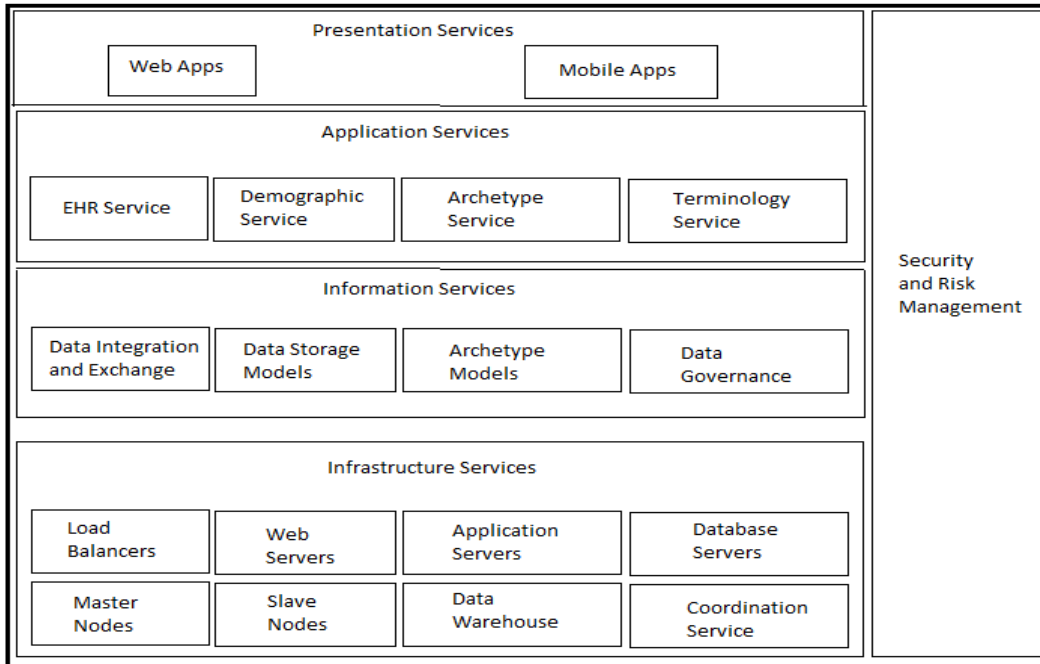 Presentation Services
Web Apps
Mobile Apps
Application Services
EHR Service
Demographic
Service
Archetype
Service
Terminology
Service
Information Services
Data Integration
and Exchange
Data Storage
Models
Archetype
Models
Data
Governance
Infrastructure Services
Load
Balancers
Web
Servers
Application
Servers
Database
Servers
Master
Nodes
Slave
Nodes
Data
Warehouse
Coordination
Service
Security
and Risk
Management